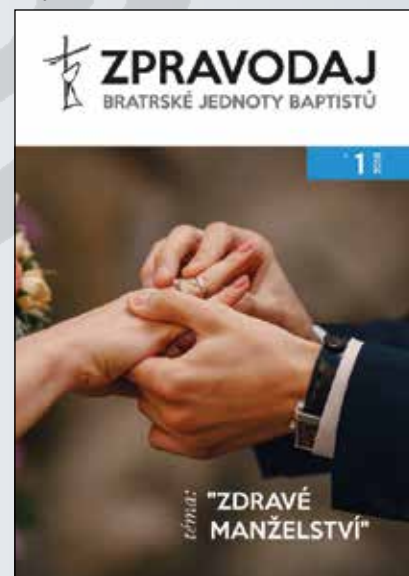 ZPRAVODAJ
BRATRSKÉ JEDNOTY BAPTISTŮ
1
téma:
"ZDRAVÉ
MANŽELSTVÍ"